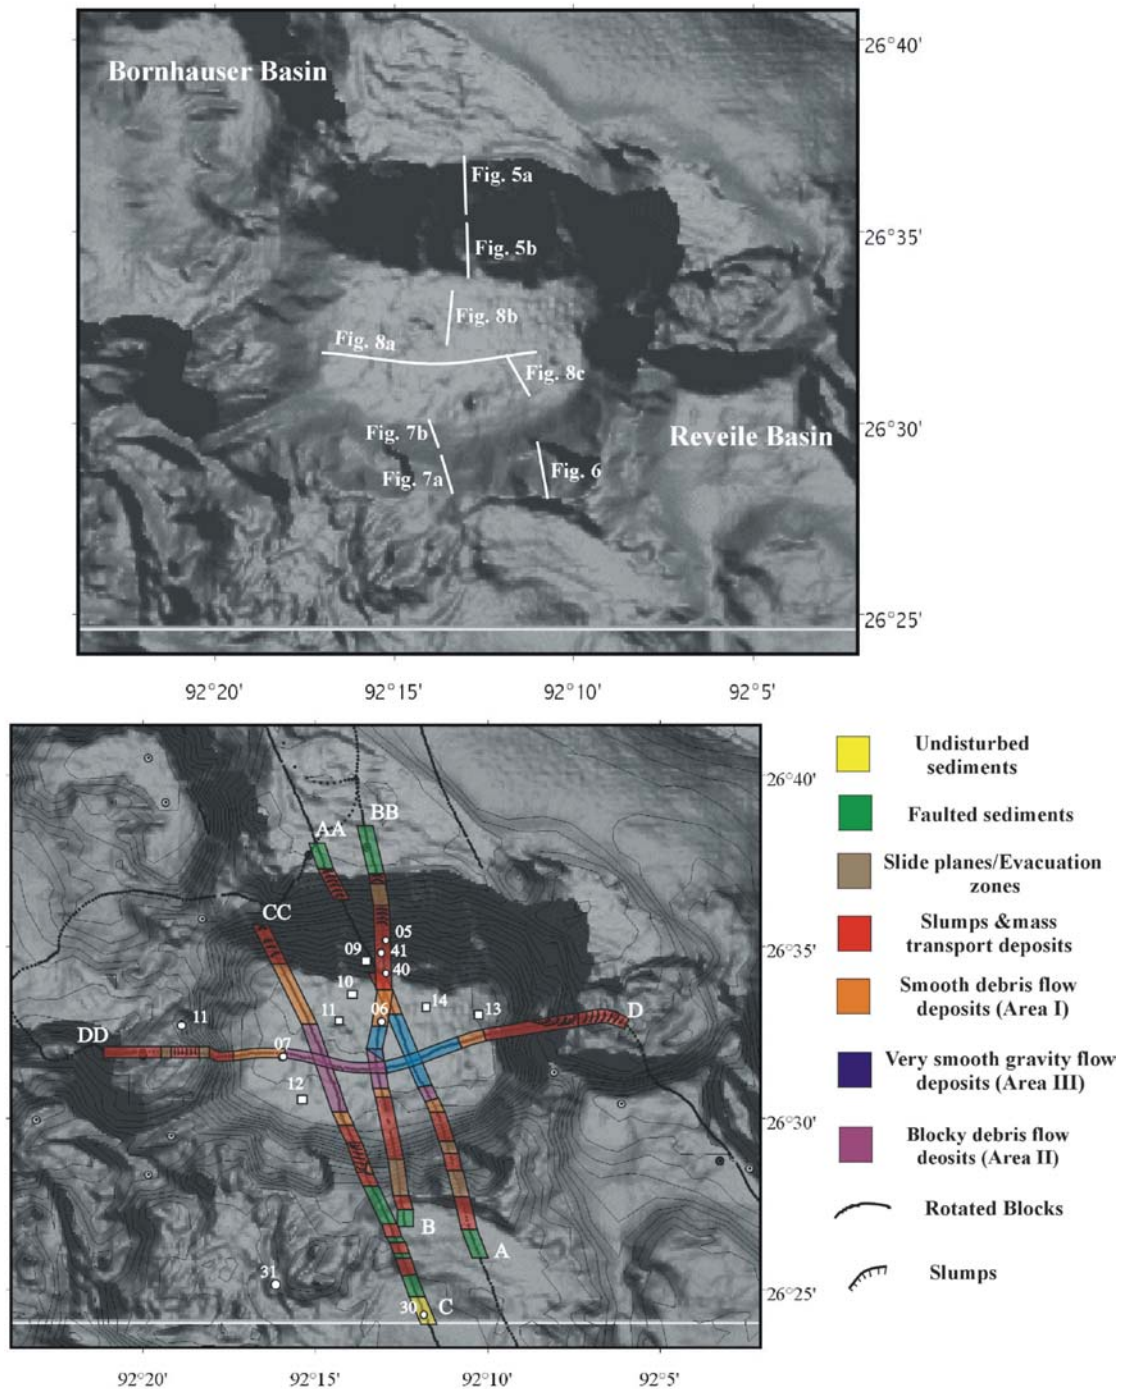 Bornhauser Basin
26°40'
Fig. 5a
26°35'
Fig. 5b
Fig. 8b
Fig. 8a
Fig. 8c
26°30'
Fig. 7b
Reveile Basin
Fig. 7a
Fig. 6
26°25'
92°20'
92°15'
92°10'
92°5'
26°40'
BB
AA
CC
05
26°35'
09
41
40
10
14
11
11
06
13
D
DD
07
12
26°30'
B
A
31
30
C
26°25'
92°20'
92°15'
92°10'
92°5'
Undisturbed
sediments
Faulted sediments
Slide planes/Evacuation
zones
Slumps &mass
transport deposits
Smooth debris flow
deposits (Area I)
Very smooth gravity flow
deposits (Area III)
Blocky debris flow
deosits (Area II)
Rotated Blocks
Slumps